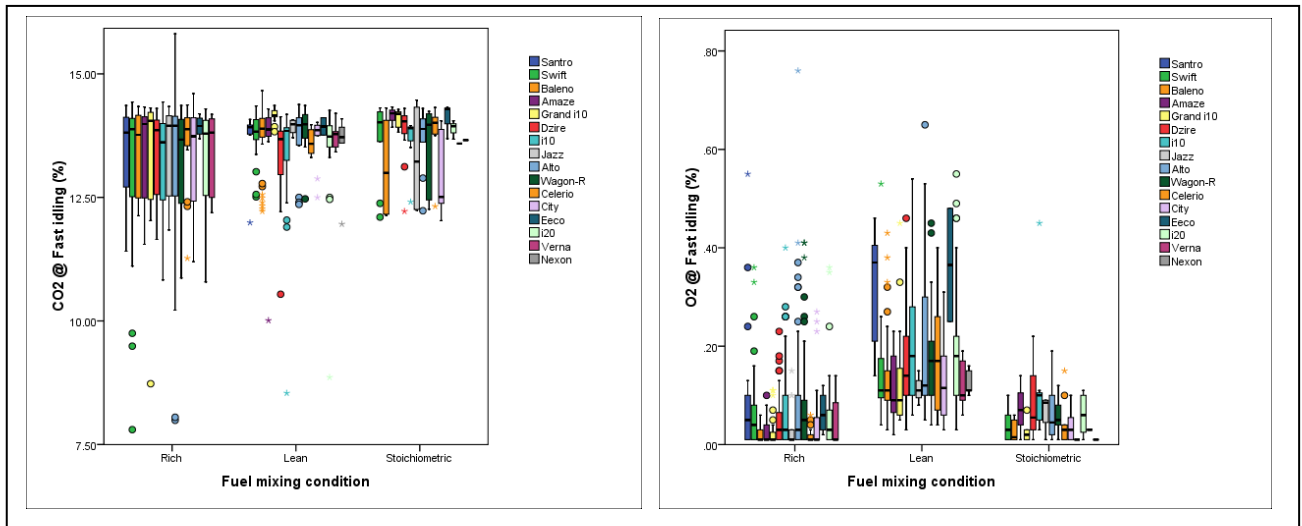 CO2 @ Fast idling (%)
15.00
12.50
10.00
7.50
Rich
Lean
Stoichiometric
Fuel mixing condition
Santro
Swift
Baleno
Amaze
Grand i10
Dzire
i10
Jazz
Alto
Wagon-R
Celerio
City
Eeco
i20
Verna
Nexon
O2 @ Fast idling (%)
.80
.60
.40
.20
.00
Rich
Lean
Stoichiometric
Fuel mixing condition
Santro
Swift
Baleno
Amaze
Grand i10
Dzire
i10
Jazz
Alto
Wagon-R
Celerio
City
Eeco
i20
Verna
Nexon